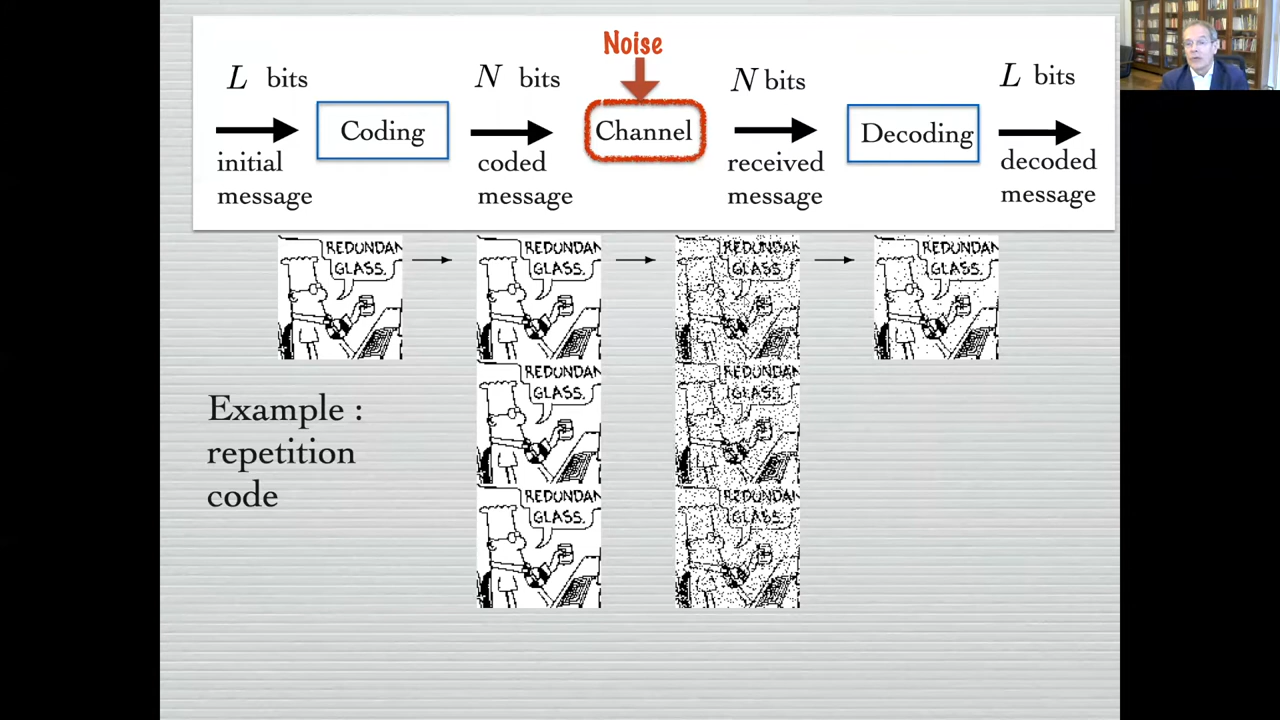 Noise
L bits
N bits
N bits
L bits
Coding
Channel
Decoding
initial
message
coded
message
received
message
decoded
message
REDUNDAN
GLASS.
REDUNDAN
GLASS.
REDUNDAN
GLASS.
REDUNDAN
GLASS.
REDUNDAN
GLASS.
REDUNDAN
GLASS.
REDUNDAN
GLASS.
REDUNDAN
GLASS.
Example :
repetition
code